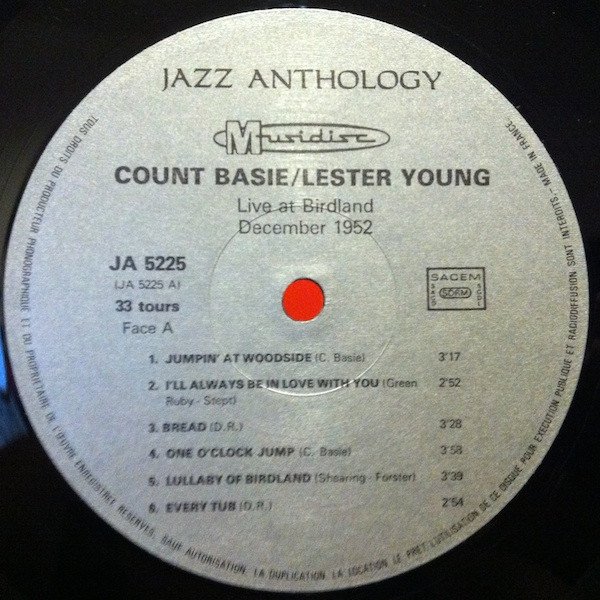 JAZZ ANTHOLOGY
Musidisc
COUNT BASIE/LESTER YOUNG
Live at Birdland
December 1952
JA 5225
(JA 5225 A)
33 tours
Face A
SACEM
SACD
SDRM
SCDL
1. JUMPIN' AT WOODSIDE (C. Basie) 3'17
2. I'LL ALWAYS BE IN LOVE WITH YOU (Green
Ruby - Stept) 2'52
3. BREAD (D.R.) 3'28
4. ONE O'CLOCK JUMP (C. Basie) 3'58
5. LULLABY OF BIRDLAND (Shearing - Forster) 3'39
6. EVERY TUB (D.R.) 2'54
TOUS DROITS DU PRODUCTEUR PHONOGRAPHIQUE ET DU PROPRIETAIRE DE L'ŒUVRE ENREGISTREE RESERVES. SAUF AUTORISATION, LA DUPLICATION, LA LOCATION, LE PRET, L'UTILISATION DE CE DISQUE POUR EXECUTION PUBLIQUE ET RADIODIFFUSION SONT INTERDITS - MADE IN FRANCE